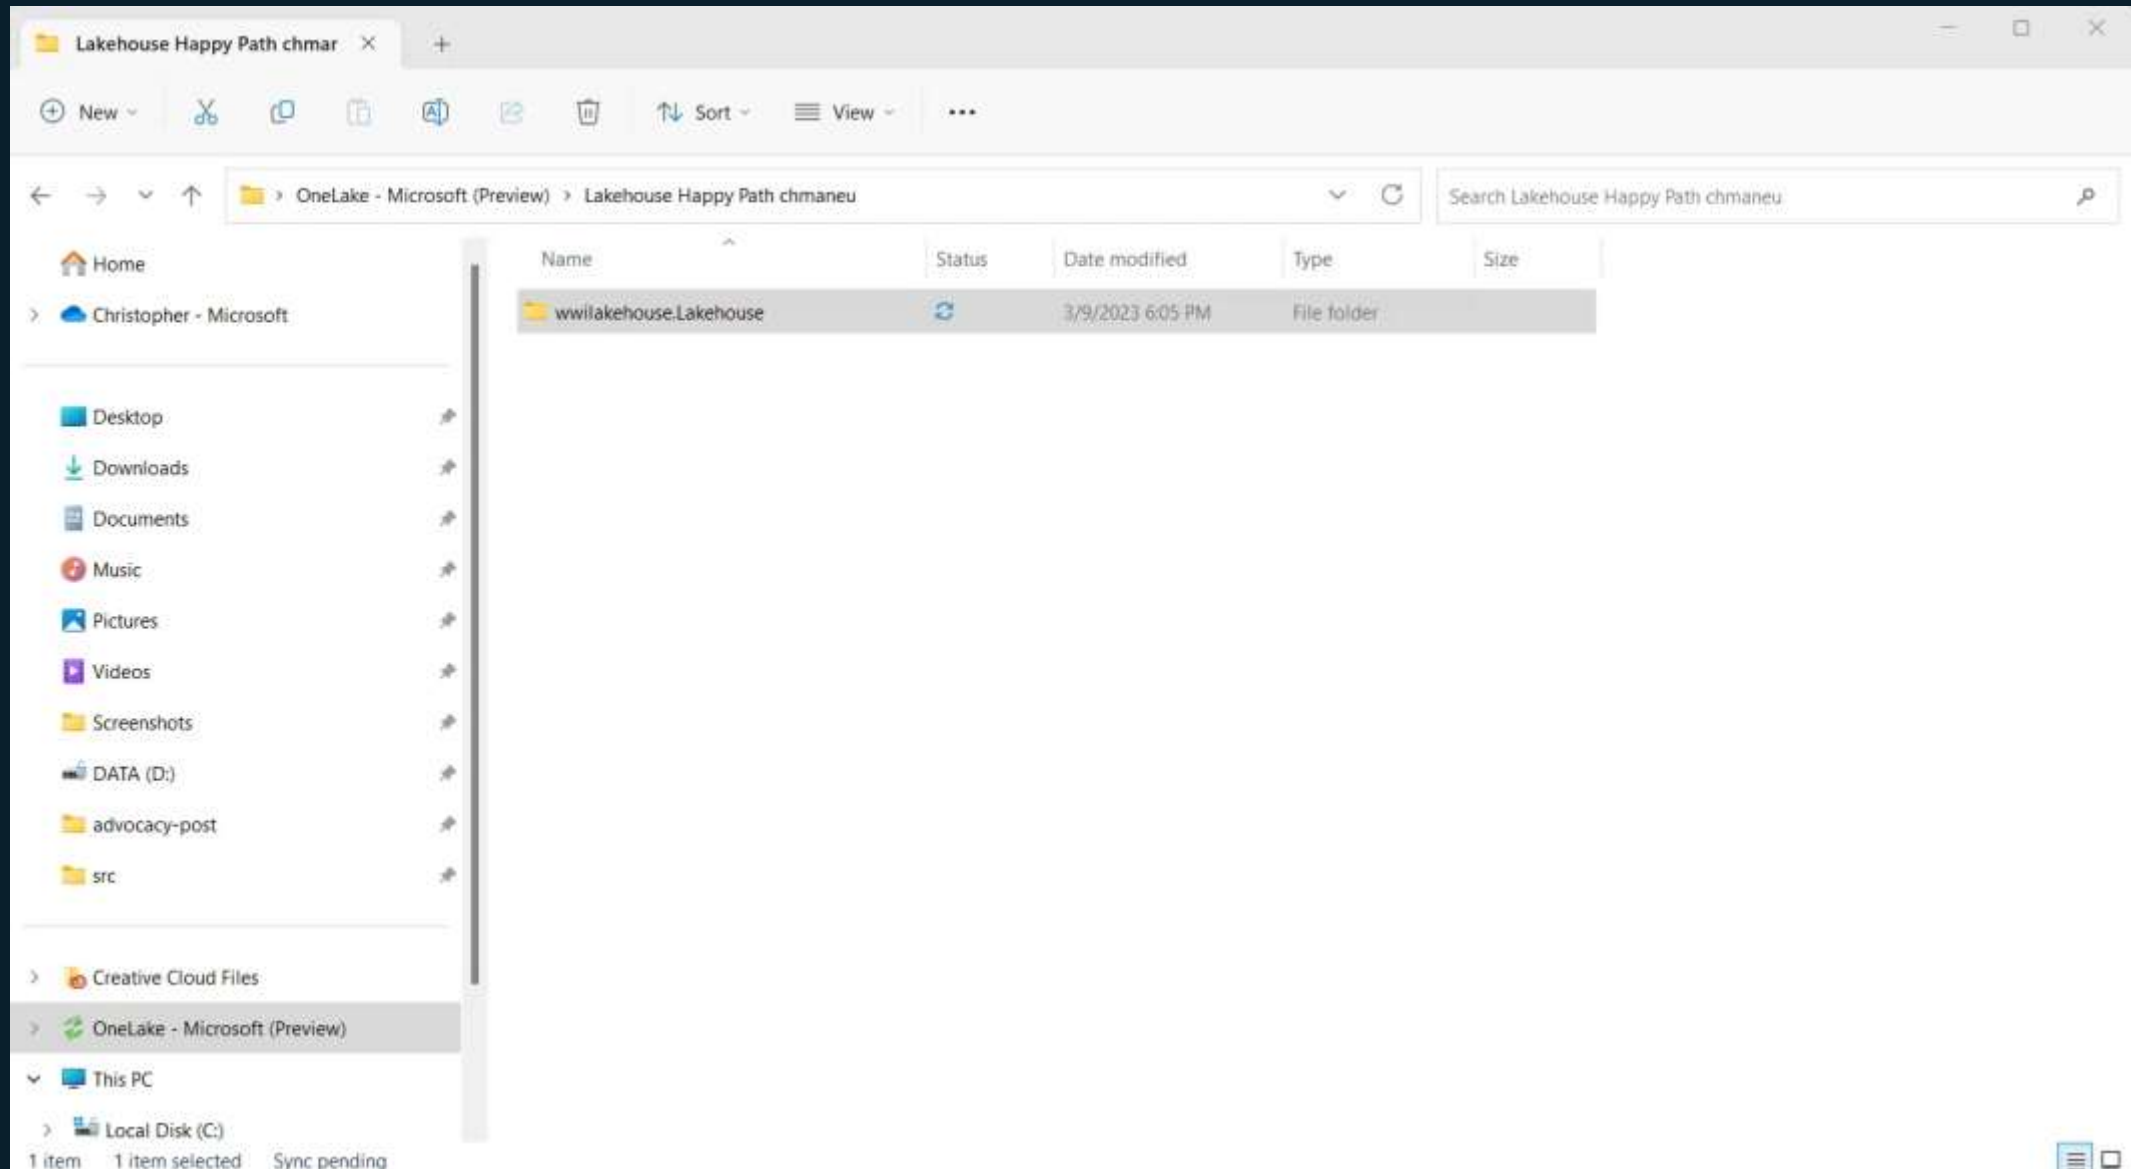 Lakehouse Happy Path chmar
New
Sort
View
OneLake - Microsoft (Preview) > Lakehouse Happy Path chmaneu
Search Lakehouse Happy Path chmaneu
Name Status Date modified Type Size
wwilakehouse.Lakehouse 3/9/2023 6:05 PM File folder
Home
Christopher - Microsoft
Desktop
Downloads
Documents
Music
Pictures
Videos
Screenshots
DATA (D:)
advocacy-post
src
Creative Cloud Files
OneLake - Microsoft (Preview)
This PC
Local Disk (C:)
1 item 1 item selected Sync pending